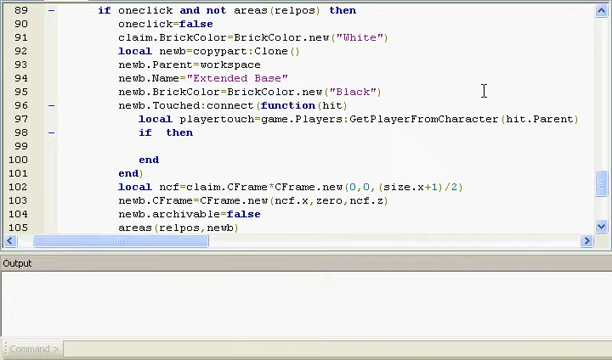 89 if oneclick and not areas(relpos) then
90 oneclick=false
91 claim.BrickColor=BrickColor.new("White")
92 local newb=copypart:Clone()
93 newb.Parent=workspace
94 newb.Name="Extended Base"
95 newb.BrickColor=BrickColor.new("Black")
96 newb.Touched:connect(function(hit)
97 local playertouch=game.Players:GetPlayerFromCharacter(hit.Parent)
98 if  then
99
100 end
101 end)
102 local ncf=claim.CFrame*CFrame.new(0,0,(size.x+1)/2)
103 newb.CFrame=CFrame.new(ncf.x,zero,ncf.z)
104 newb.archivable=false
105 areas(relpos,newb)
Output
Command >